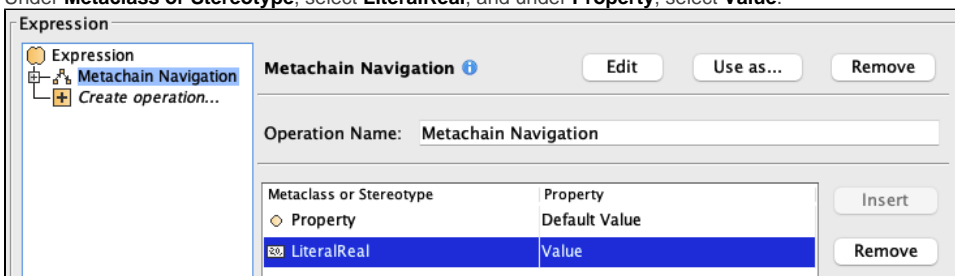 Under Metaclass or Stereotype, select LiteralReal, and under Property, select Value.
Expression
Expression
Metachain Navigation
Create operation...
Metachain Navigation
Edit
Use as...
Remove
Operation Name: Metachain Navigation
Metaclass or Stereotype Property
Property Default Value
LiteralReal Value
Insert
Remove